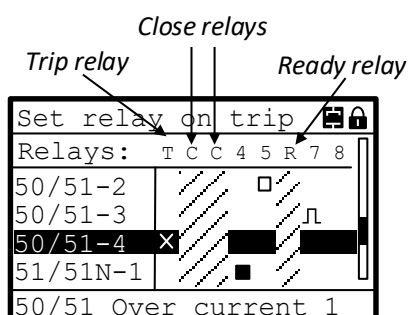 Close relays
Trip relay
Ready relay
Set relay on trip
Relays: T C C 4 5 R 7 8
50/51-2
50/51-3
50/51-4
51/51N-1
50/51 Over current 1